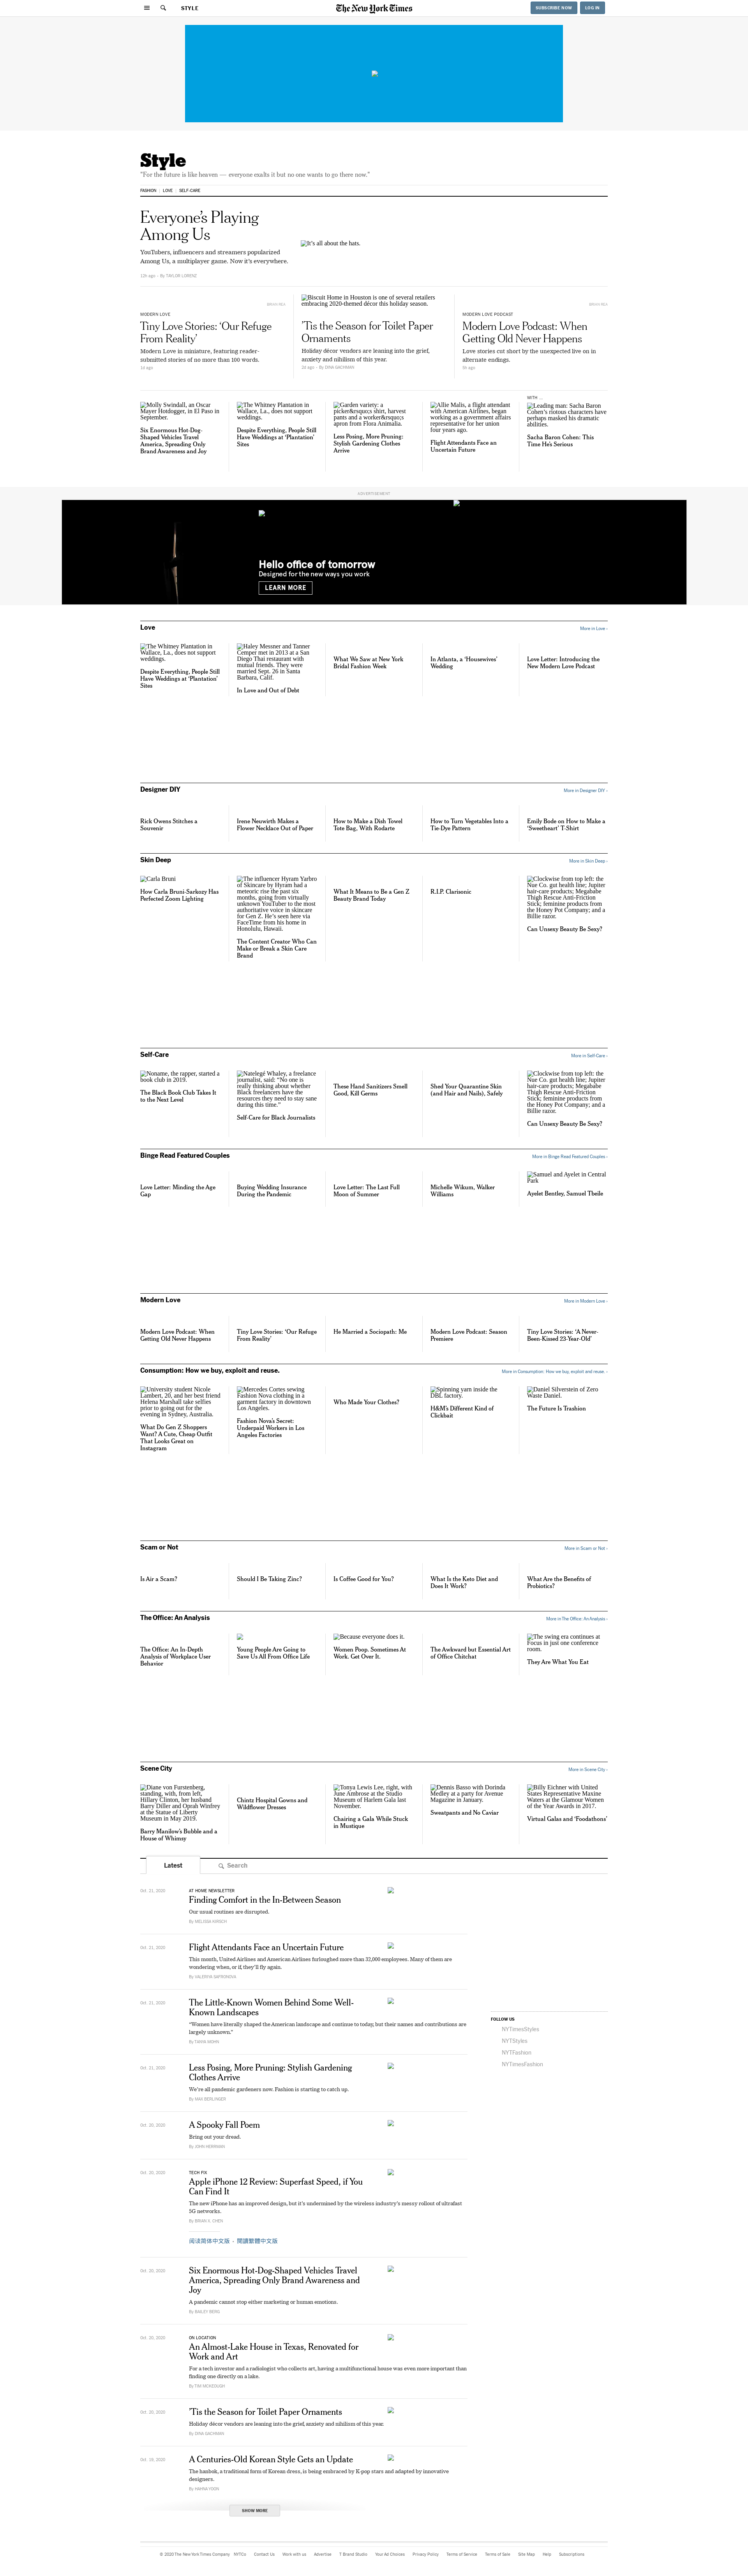 STYLE
The New York Times
SUBSCRIBE NOW
LOG IN
Style
"For the future is like heaven — everyone exalts it but no one wants to go there now."
FASHION
LOVE
SELF-CARE
Everyone's Playing
Among Us
YouTubers, influencers and streamers popularized
Among Us, a multiplayer game. Now it's everywhere.
It's all about the hats.
12h ago · By TAYLOR LORENZ
BRIAN REA
MODERN LOVE
Tiny Love Stories: 'Our Refuge
From Reality'
Modern Love in miniature, featuring reader-
submitted stories of no more than 100 words.
1d ago
Biscuit Home in Houston is one of several retailers
embracing 2020-themed décor this holiday season.
'Tis the Season for Toilet Paper
Ornaments
Holiday décor vendors are leaning into the grief,
anxiety and nihilism of this year.
2d ago · By DINA GACHMAN
BRIAN REA
MODERN LOVE PODCAST
Modern Love Podcast: When
Getting Old Never Happens
Love stories cut short by the unexpected live on in
alternate endings.
5h ago
Molly Swindall, an Oscar
Mayer Hotdogger, in El Paso in
September.
Six Enormous Hot-Dog-
Shaped Vehicles Travel
America, Spreading Only
Brand Awareness and Joy
The Whitney Plantation in
Wallace, La., does not support
weddings.
Despite Everything, People Still
Have Weddings at 'Plantation'
Sites
Garden variety: a
picker&rsquo;s shirt, harvest
pants and worker&rsquo;s
apron from Flora Animalia.
Less Posing, More Pruning:
Stylish Gardening Clothes
Arrive
Allie Malis, a flight attendant
with American Airlines, began
working as a government affairs
representative for her union
four years ago.
Flight Attendants Face an
Uncertain Future
WITH ...
Leading man: Sacha Baron
Cohen's riotous characters have
perhaps masked his dramatic
abilities.
Sacha Baron Cohen: This
Time He's Serious
ADVERTISEMENT
Hello office of tomorrow
Designed for the new ways you work
LEARN MORE
Love
More in Love ›
The Whitney Plantation in
Wallace, La., does not support
weddings.
Despite Everything, People Still
Have Weddings at 'Plantation'
Sites
Haley Messner and Tanner
Cemper met in 2013 at a San
Diego Thai restaurant with
mutual friends. They were
married Sept. 26 in Santa
Barbara, Calif.
In Love and Out of Debt
What We Saw at New York
Bridal Fashion Week
In Atlanta, a 'Housewives'
Wedding
Love Letter: Introducing the
New Modern Love Podcast
Designer DIY
More in Designer DIY ›
Rick Owens Stitches a
Souvenir
Irene Neuwirth Makes a
Flower Necklace Out of Paper
How to Make a Dish Towel
Tote Bag, With Rodarte
How to Turn Vegetables Into a
Tie-Dye Pattern
Emily Bode on How to Make a
'Sweetheart' T-Shirt
Skin Deep
More in Skin Deep ›
Carla Bruni
How Carla Bruni-Sarkozy Has
Perfected Zoom Lighting
The influencer Hyram Yarbro
of Skincare by Hyram had a
meteoric rise the past six
months, going from virtually
unknown YouTuber to the most
authoritative voice in skincare
for Gen Z. He's seen here via
FaceTime from his home in
Honolulu, Hawaii.
The Content Creator Who Can
Make or Break a Skin Care
Brand
What It Means to Be a Gen Z
Beauty Brand Today
R.I.P. Clarisonic
Clockwise from top left: the
Nue Co. gut health line; Jupiter
hair-care products; Megababe
Thigh Rescue Anti-Friction
Stick; feminine products from
the Honey Pot Company; and a
Billie razor.
Can Unsexy Beauty Be Sexy?
Self-Care
More in Self-Care ›
Noname, the rapper, started a
book club in 2019.
The Black Book Club Takes It
to the Next Level
Natelegé Whaley, a freelance
journalist, said: "No one is
really thinking about whether
Black freelancers have the
resources they need to stay sane
during this time."
Self-Care for Black Journalists
These Hand Sanitizers Smell
Good, Kill Germs
Shed Your Quarantine Skin
(and Hair and Nails), Safely
Clockwise from top left: the
Nue Co. gut health line; Jupiter
hair-care products; Megababe
Thigh Rescue Anti-Friction
Stick; feminine products from
the Honey Pot Company; and a
Billie razor.
Can Unsexy Beauty Be Sexy?
Binge Read Featured Couples
More in Binge Read Featured Couples ›
Love Letter: Minding the Age
Gap
Buying Wedding Insurance
During the Pandemic
Love Letter: The Last Full
Moon of Summer
Michelle Wikum, Walker
Williams
Samuel and Ayelet in Central
Park
Ayelet Bentley, Samuel Tbeile
Modern Love
More in Modern Love ›
Modern Love Podcast: When
Getting Old Never Happens
Tiny Love Stories: 'Our Refuge
From Reality'
He Married a Sociopath: Me
Modern Love Podcast: Season
Premiere
Tiny Love Stories: 'A Never-
Been-Kissed 23-Year-Old'
Consumption: How we buy, exploit and reuse.
More in Consumption: How we buy, exploit and reuse. ›
University student Nicole
Lambert, 20, and her best friend
Helena Marshall take selfies
prior to going out for the
evening in Sydney, Australia.
What Do Gen Z Shoppers
Want? A Cute, Cheap Outfit
That Looks Great on
Instagram
Mercedes Cortes sewing
Fashion Nova clothing in a
garment factory in downtown
Los Angeles.
Fashion Nova's Secret:
Underpaid Workers in Los
Angeles Factories
Who Made Your Clothes?
Spinning yarn inside the
DBL factory.
H&M's Different Kind of
Clickbait
Daniel Silverstein of Zero
Waste Daniel.
The Future Is Trashion
Scam or Not
More in Scam or Not ›
Is Air a Scam?
Should I Be Taking Zinc?
Is Coffee Good for You?
What Is the Keto Diet and
Does It Work?
What Are the Benefits of
Probiotics?
The Office: An Analysis
More in The Office: An Analysis ›
The Office: An In-Depth
Analysis of Workplace User
Behavior
Young People Are Going to
Save Us All From Office Life
Because everyone does it.
Women Poop. Sometimes At
Work. Get Over It.
The Awkward but Essential Art
of Office Chitchat
The swing era continues at
Focus in just one conference
room.
They Are What You Eat
Scene City
More in Scene City ›
Diane von Furstenberg,
standing, with, from left,
Hillary Clinton, her husband
Barry Diller and Oprah Winfrey
at the Statue of Liberty
Museum in May 2019.
Barry Manilow's Bubble and a
House of Whimsy
Chintz Hospital Gowns and
Wildflower Dresses
Tonya Lewis Lee, right, with
June Ambrose at the Studio
Museum of Harlem Gala last
November.
Chairing a Gala While Stuck
in Mustique
Dennis Basso with Dorinda
Medley at a party for Avenue
Magazine in January.
Sweatpants and No Caviar
Billy Eichner with United
States Representative Maxine
Waters at the Glamour Women
of the Year Awards in 2017.
Virtual Galas and 'Foodathons'
Latest
Search
Oct. 21, 2020
AT HOME NEWSLETTER
Finding Comfort in the In-Between Season
Our usual routines are disrupted.
By MELISSA KIRSCH
Oct. 21, 2020
Flight Attendants Face an Uncertain Future
This month, United Airlines and American Airlines furloughed more than 32,000 employees. Many of them are
wondering when, or if, they'll fly again.
By VALERIYA SAFRONOVA
Oct. 21, 2020
The Little-Known Women Behind Some Well-
Known Landscapes
"Women have literally shaped the American landscape and continue to today, but their names and contributions are
largely unknown."
By TANYA MOHN
Oct. 21, 2020
Less Posing, More Pruning: Stylish Gardening
Clothes Arrive
We're all pandemic gardeners now. Fashion is starting to catch up.
By MAX BERLINGER
Oct. 20, 2020
A Spooky Fall Poem
Bring out your dread.
By JOHN HERRMAN
Oct. 20, 2020
TECH FIX
Apple iPhone 12 Review: Superfast Speed, if You
Can Find It
The new iPhone has an improved design, but it's undermined by the wireless industry's messy rollout of ultrafast
5G networks.
By BRIAN X. CHEN
阅读简体中文版 · 閱讀繁體中文版
Oct. 20, 2020
Six Enormous Hot-Dog-Shaped Vehicles Travel
America, Spreading Only Brand Awareness and
Joy
A pandemic cannot stop either marketing or human emotions.
By BAILEY BERG
Oct. 20, 2020
ON LOCATION
An Almost-Lake House in Texas, Renovated for
Work and Art
For a tech investor and a radiologist who collects art, having a multifunctional house was even more important than
finding one directly on a lake.
By TIM MCKEOUGH
Oct. 20, 2020
'Tis the Season for Toilet Paper Ornaments
Holiday décor vendors are leaning into the grief, anxiety and nihilism of this year.
By DINA GACHMAN
Oct. 19, 2020
A Centuries-Old Korean Style Gets an Update
The hanbok, a traditional form of Korean dress, is being embraced by K-pop stars and adapted by innovative
designers.
By HAHNA YOON
SHOW MORE
FOLLOW US
NYTimesStyles
NYTStyles
NYTFashion
NYTimesFashion
© 2020 The New York Times Company
NYTCo
Contact Us
Work with us
Advertise
T Brand Studio
Your Ad Choices
Privacy Policy
Terms of Service
Terms of Sale
Site Map
Help
Subscriptions